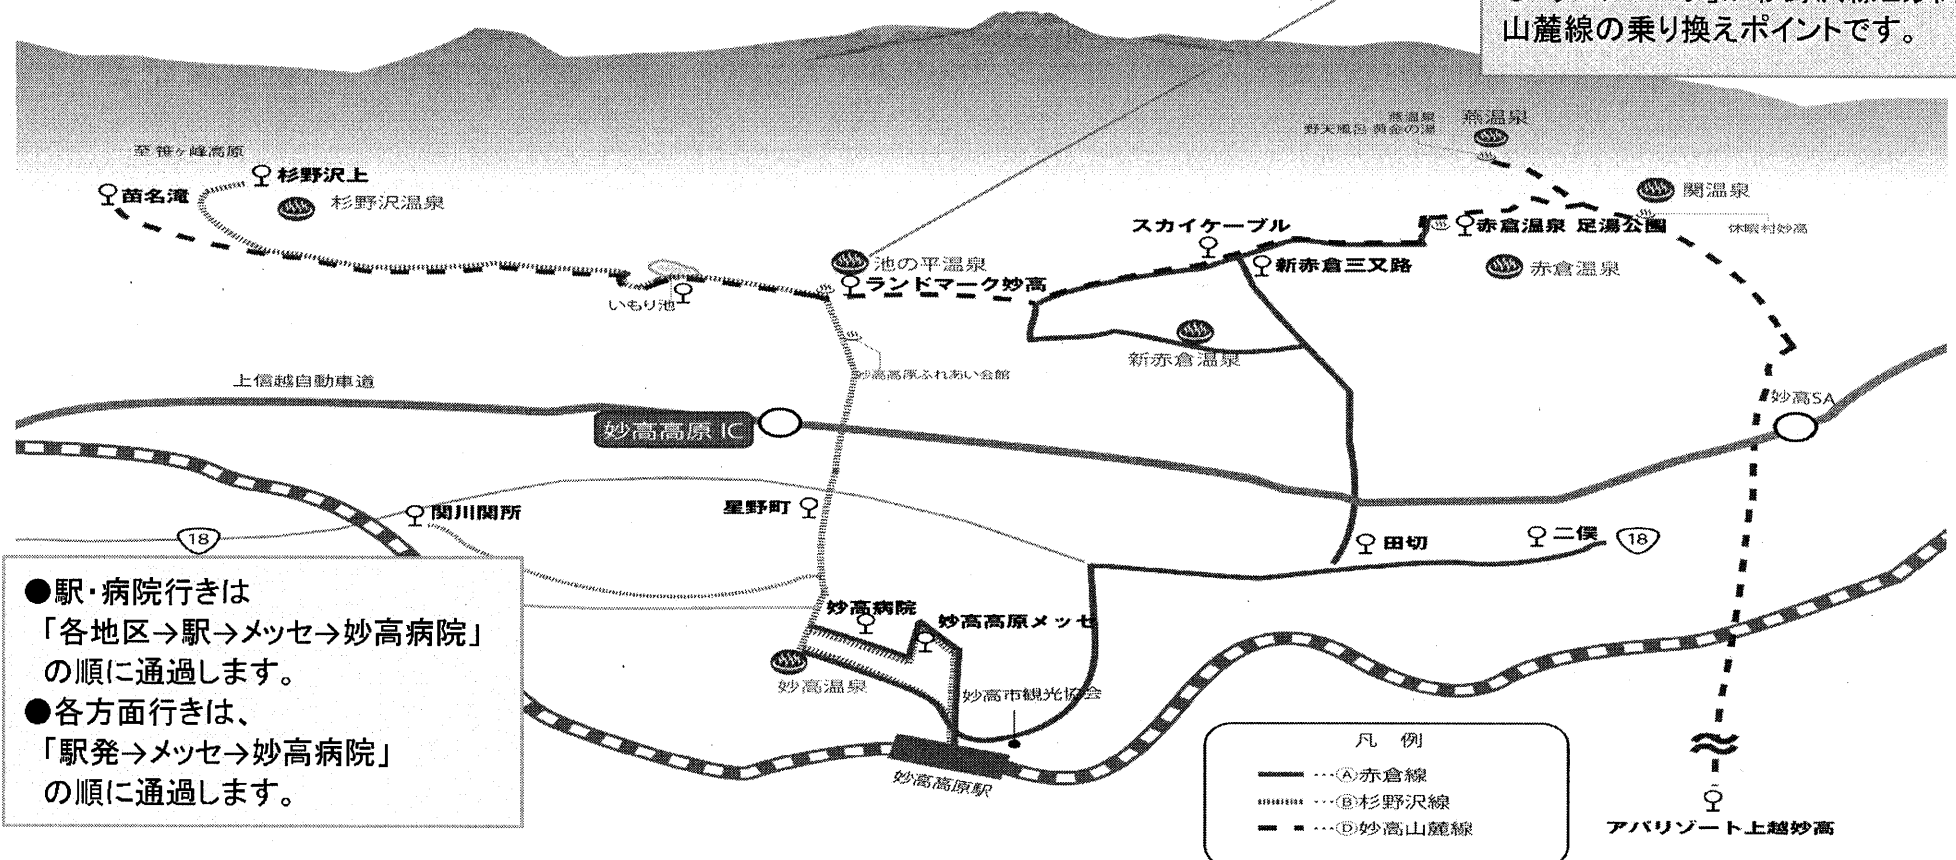 山麓線の乗り換えポイントです。
燕温泉
野天風呂 黄金の湯
燕温泉
至 笹ヶ峰高原
杉野沢上
苗名滝
杉野沢温泉
関温泉
スカイケーブル
赤倉温泉 足湯公園
休暇村妙高
池の平温泉
新赤倉三又路
赤倉温泉
ランドマーク妙高
いもり池
新赤倉温泉
妙高高原ふれあい会館
上信越自動車道
妙高SA
妙高高原 IC
関川関所
星野町
18
田切
二俣
18
●駅・病院行きは
「各地区→駅→メッセ→妙高病院」
の順に通過します。
●各方面行きは、
「駅発→メッセ→妙高病院」
の順に通過します。
妙高病院
妙高高原メッセ
妙高温泉
妙高市観光協会
妙高高原駅
凡 例
…Ⓐ赤倉線
…Ⓑ杉野沢線
…Ⓓ妙高山麓線
アパリゾート上越妙高